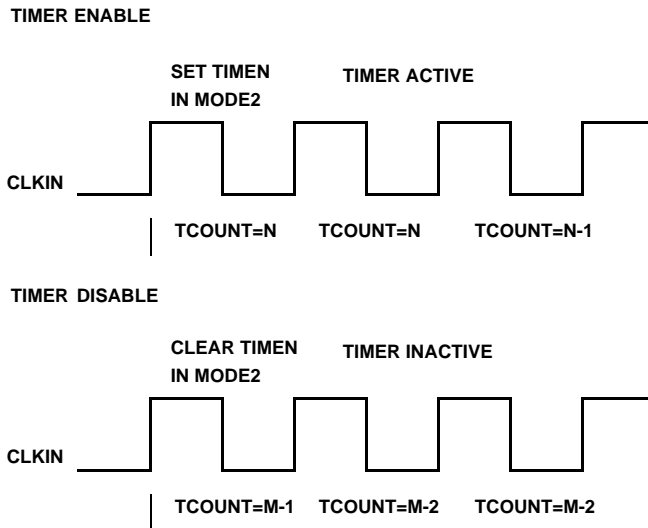 TIMER ENABLE
SET TIMEN TIMER ACTIVE
IN MODE2
CLKIN
TCOUNT=N TCOUNT=N TCOUNT=N-1
TIMER DISABLE
CLEAR TIMEN TIMER INACTIVE
IN MODE2
CLKIN
TCOUNT=M-1 TCOUNT=M-2 TCOUNT=M-2